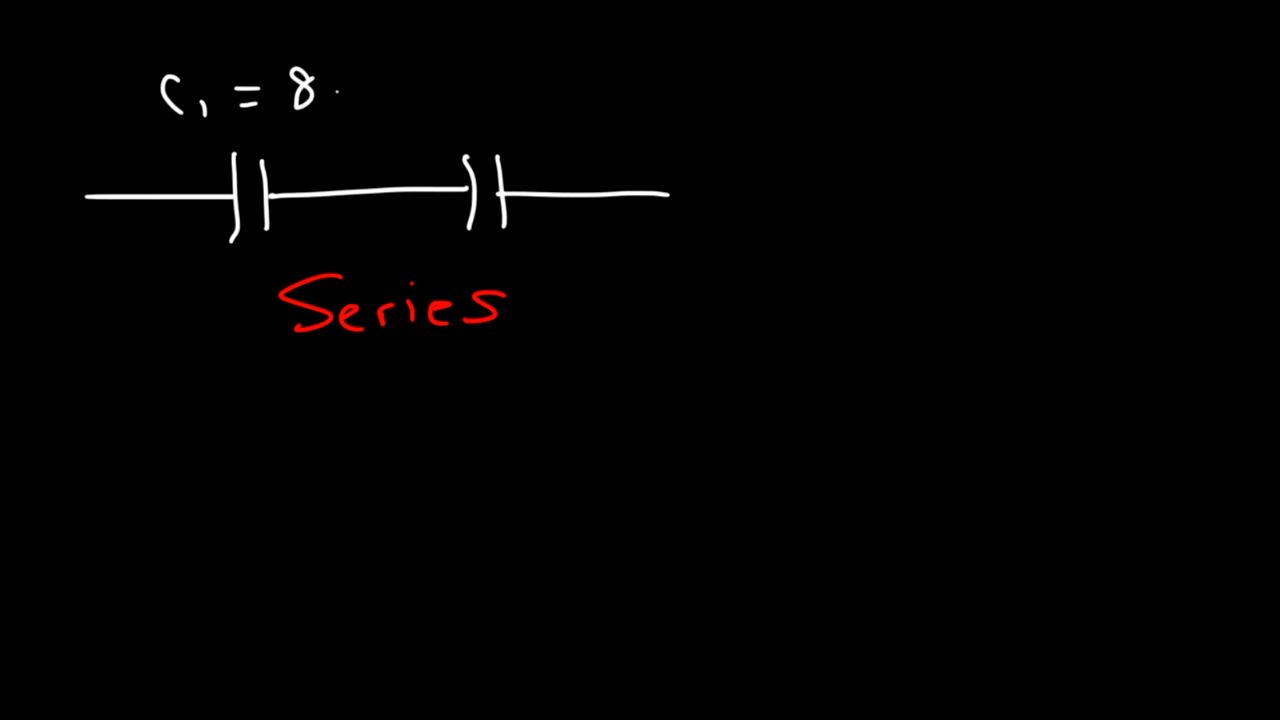 C₁ = 8
Series